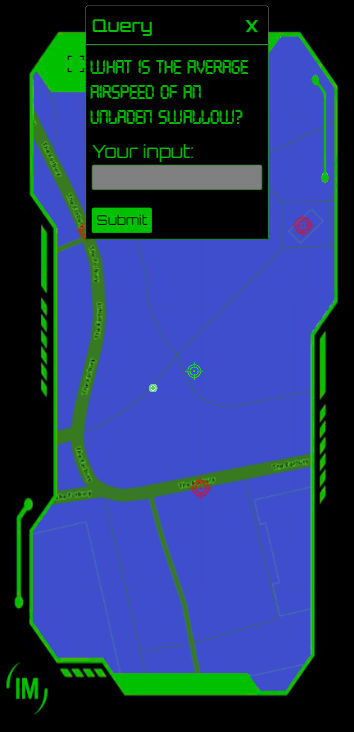 Query
X
WHAT IS THE AVERAGE
AIRSPEED OF AN
UNLADEN SWALLOW?
Your input:
Submit
IM